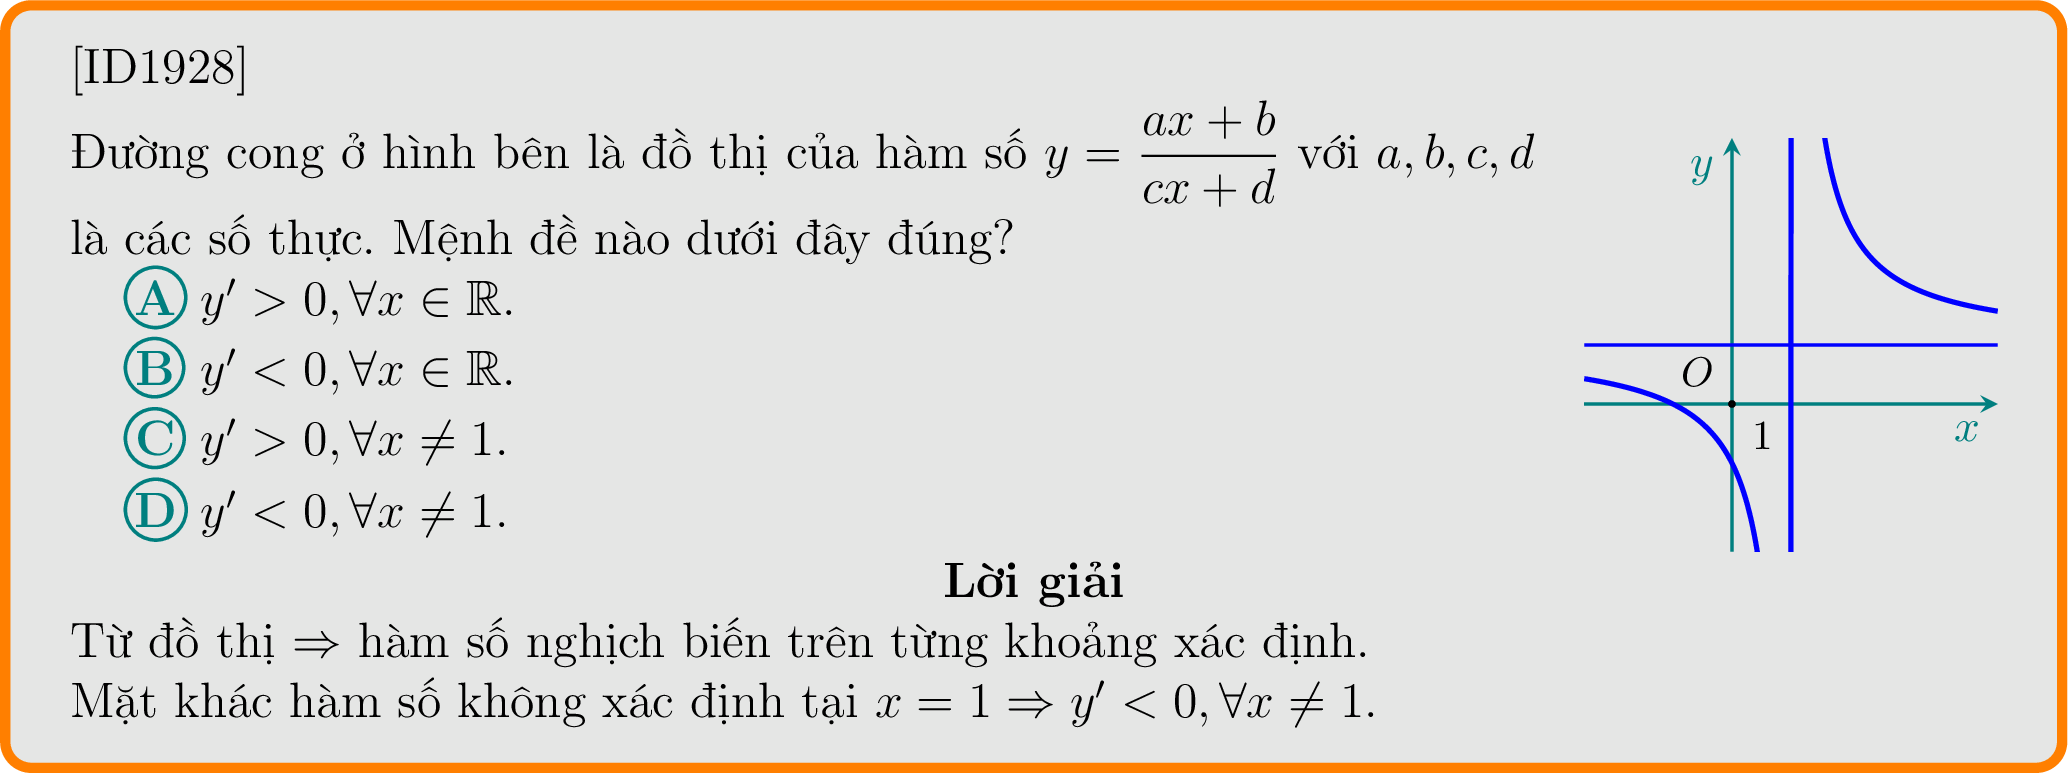 [ID1928]
Đường cong ở hình bên là đồ thị của hàm số $y = \dfrac{ax+b}{cx+d}$ với $a, b, c, d$
là các số thực. Mệnh đề nào dưới đây đúng?
A $y' > 0, \forall x \in \mathbb{R}$.
B $y' < 0, \forall x \in \mathbb{R}$.
C $y' > 0, \forall x \neq 1$.
D $y' < 0, \forall x \neq 1$.
y
O
1
x
Lời giải
Từ đồ thị ⇒ hàm số nghịch biến trên từng khoảng xác định.
Mặt khác hàm số không xác định tại $x = 1 \Rightarrow y' < 0, \forall x \neq 1$.